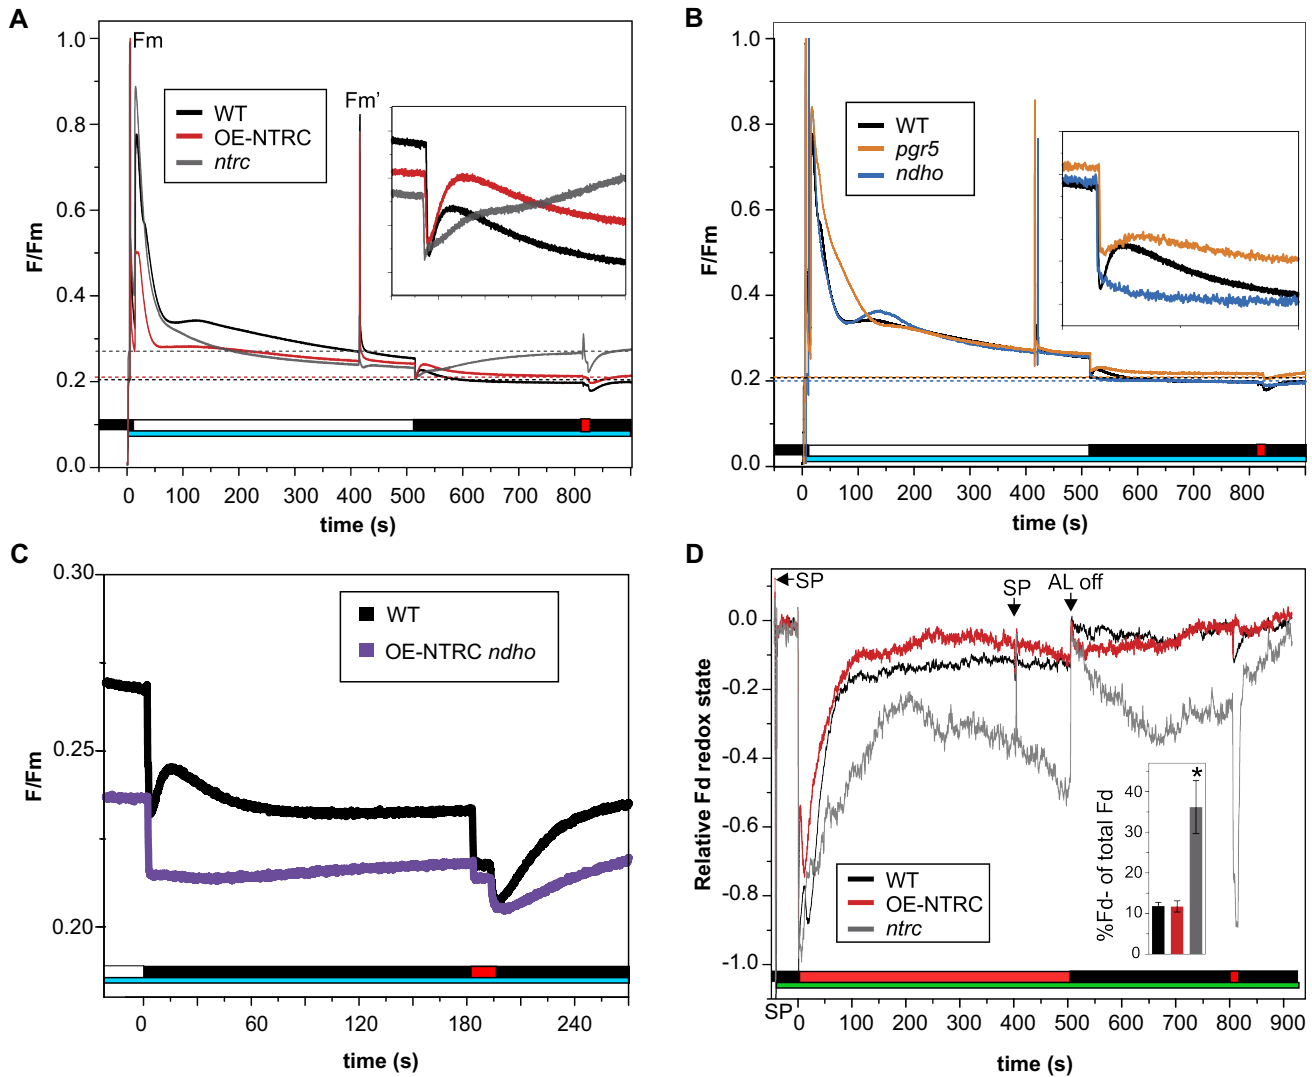 A
Fm
Fm'
WT
OE-NTRC
ntrc
F/Fm
1.0
0.8
0.6
0.4
0.2
0.0
0 100 200 300 400 500 600 700 800
time (s)
B
WT
pgr5
ndho
F/Fm
1.0
0.8
0.6
0.4
0.2
0.0
0 100 200 300 400 500 600 700 800
time (s)
C
WT
OE-NTRC ndho
F/Fm
0.30
0.25
0.20
0 60 120 180 240
time (s)
D
SP
SP
AL off
Relative Fd redox state
0.0
-0.2
-0.4
-0.6
-0.8
-1.0
WT
OE-NTRC
ntrc
%Fd- of total Fd
*
40
30
20
10
0
SP
0 100 200 300 400 500 600 700 800 900
time (s)